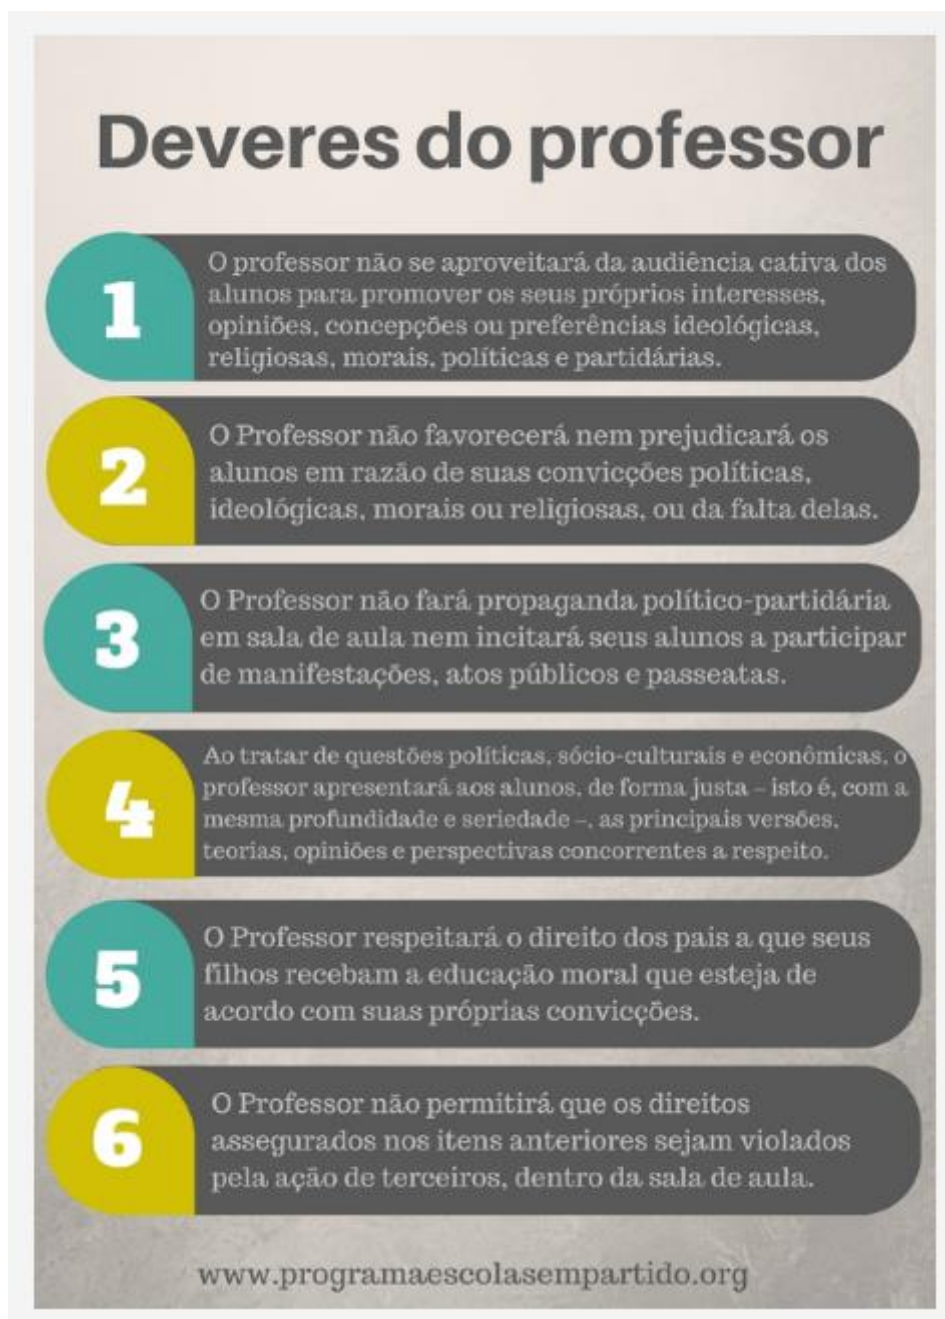 Deveres do professor
1
O professor não se aproveitará da audiência cativa dos
alunos para promover os seus próprios interesses,
opiniões, concepções ou preferências ideológicas,
religiosas, morais, políticas e partidárias.
2
O Professor não favorecerá nem prejudicará os
alunos em razão de suas convicções políticas,
ideológicas, morais ou religiosas, ou da falta delas.
3
O Professor não fará propaganda político-partidária
em sala de aula nem incitará seus alunos a participar
de manifestações, atos públicos e passeatas.
4
Ao tratar de questões políticas, sócio-culturais e econômicas, o
professor apresentará aos alunos, de forma justa – isto é, com a
mesma profundidade e seriedade –, as principais versões,
teorias, opiniões e perspectivas concorrentes a respeito.
5
O Professor respeitará o direito dos pais a que seus
filhos recebam a educação moral que esteja de
acordo com suas próprias convicções.
6
O Professor não permitirá que os direitos
assegurados nos itens anteriores sejam violados
pela ação de terceiros, dentro da sala de aula.
www.programaescolasempartido.org